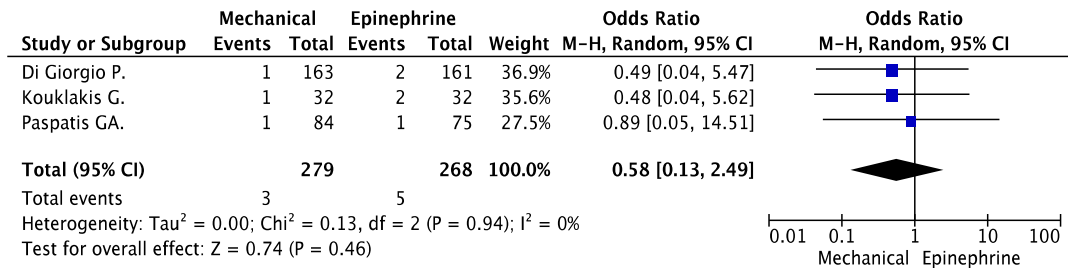 Mechanical Epinephrine Odds Ratio Odds Ratio
Study or Subgroup Events Total Events Total Weight M-H, Random, 95% CI M-H, Random, 95% CI
Di Giorgio P. 1 163 2 161 36.9% 0.49 [0.04, 5.47]
Kouklakis G. 1 32 2 32 35.6% 0.48 [0.04, 5.62]
Paspatis GA. 1 84 1 75 27.5% 0.89 [0.05, 14.51]
Total (95% CI) 279 268 100.0% 0.58 [0.13, 2.49]
Total events 3 5
Heterogeneity: Tau² = 0.00; Chi² = 0.13, df = 2 (P = 0.94); I² = 0%
Test for overall effect: Z = 0.74 (P = 0.46)
0.01 0.1 1 10 100
Mechanical Epinephrine